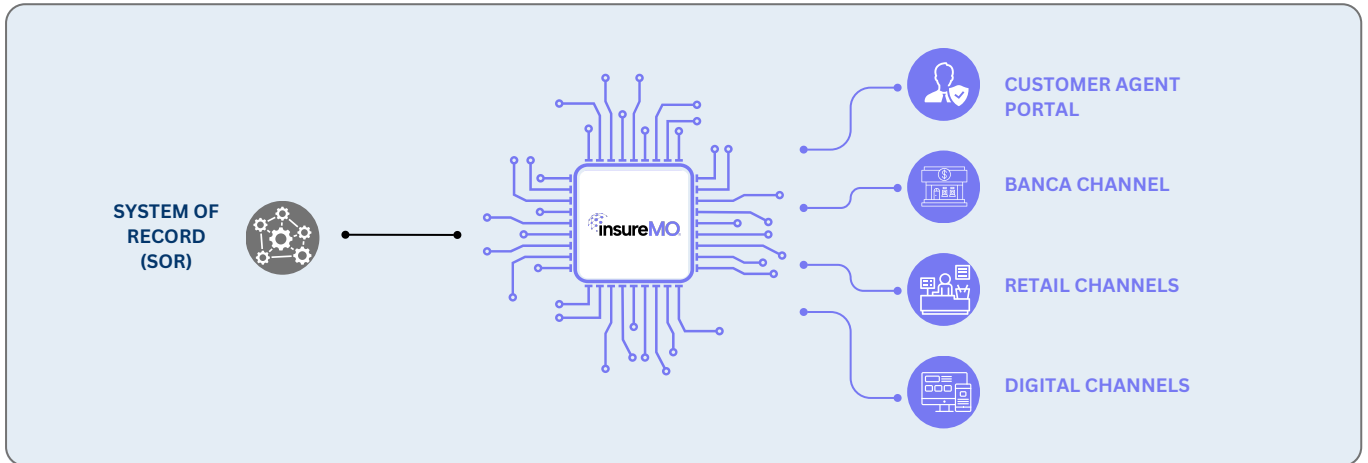 SYSTEM OF
RECORD
(SOR)
insureMO
CUSTOMER AGENT
PORTAL
BANCA CHANNEL
RETAIL CHANNELS
DIGITAL CHANNELS